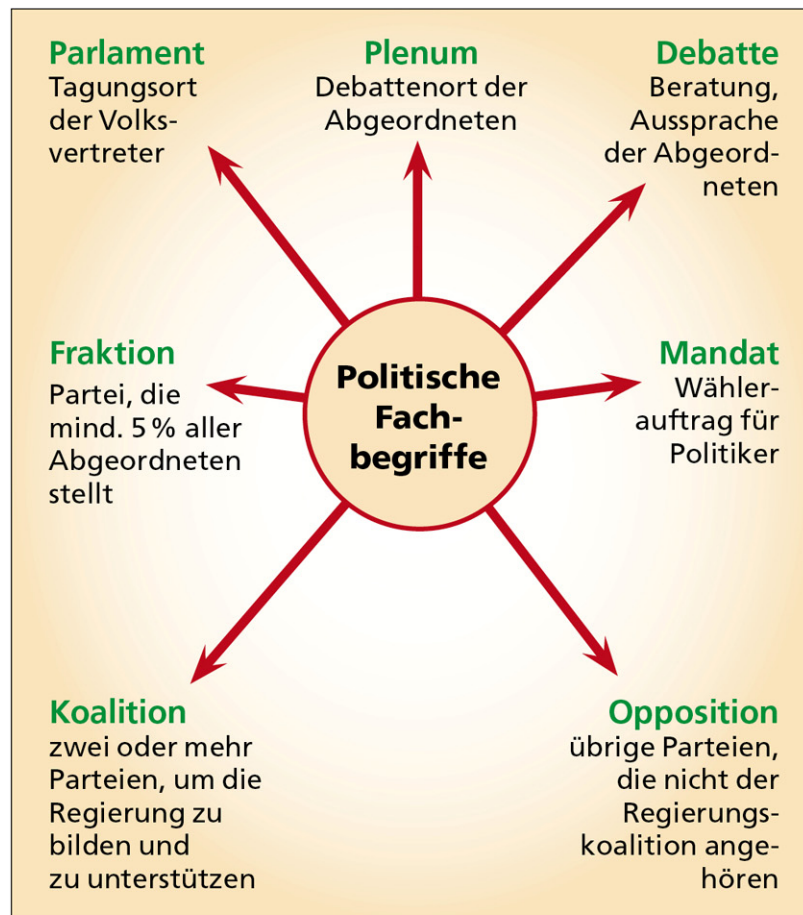 Parlament
Tagungsort
der Volks-
vertreter
Plenum
Debattenort der
Abgeordneten
Debatte
Beratung,
Aussprache
der Abgeord-
neten
Fraktion
Partei, die
mind. 5 % aller
Abgeordneten
stellt
Politische
Fach-
begriffe
Mandat
Wähler-
auftrag für
Politiker
Koalition
zwei oder mehr
Parteien, um die
Regierung zu
bilden und
zu unterstützen
Opposition
übrige Parteien,
die nicht der
Regierungs-
koalition ange-
hören